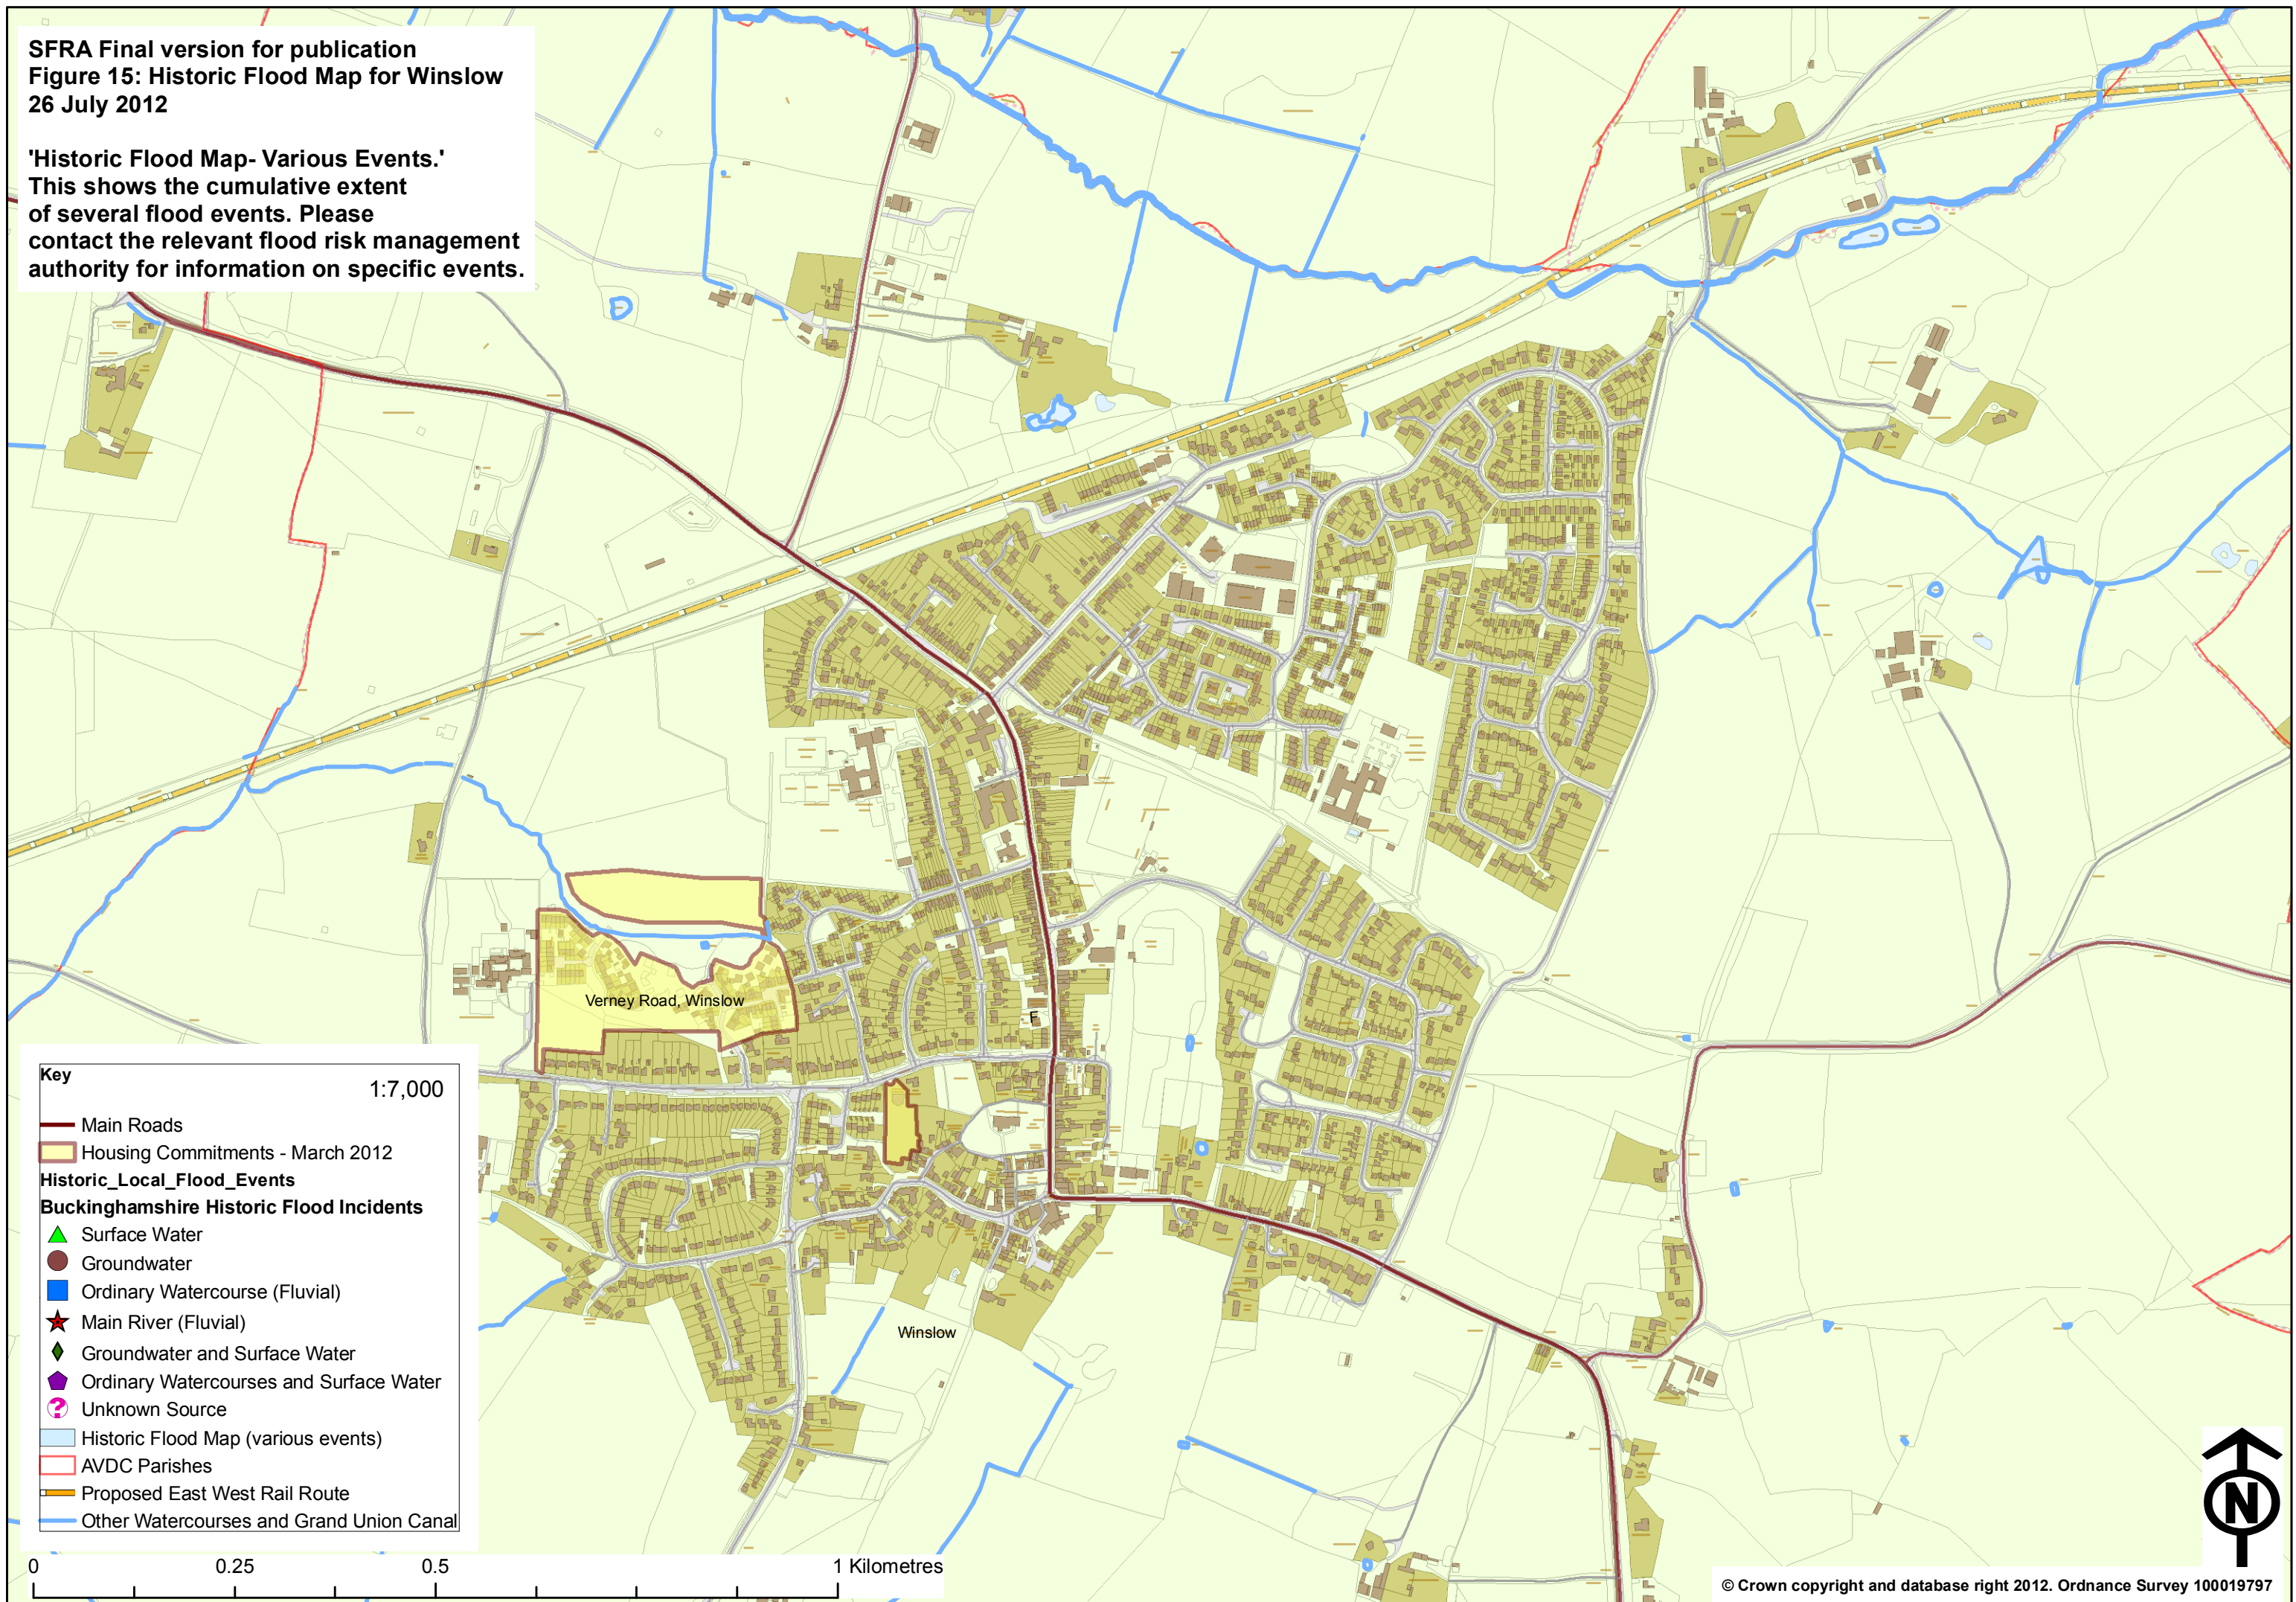 SFRA Final version for publication
Figure 15: Historic Flood Map for Winslow
26 July 2012
'Historic Flood Map- Various Events.'
This shows the cumulative extent
of several flood events. Please
contact the relevant flood risk management
authority for information on specific events.
Verney Road, Winslow
F
Winslow
Key
1:7,000
Main Roads
Housing Commitments - March 2012
Historic_Local_Flood_Events
Buckinghamshire Historic Flood Incidents
Surface Water
Groundwater
Ordinary Watercourse (Fluvial)
Main River (Fluvial)
Groundwater and Surface Water
Ordinary Watercourses and Surface Water
? Unknown Source
Historic Flood Map (various events)
AVDC Parishes
Proposed East West Rail Route
Other Watercourses and Grand Union Canal
0 0.25 0.5 1 Kilometres
N
© Crown copyright and database right 2012. Ordnance Survey 100019797